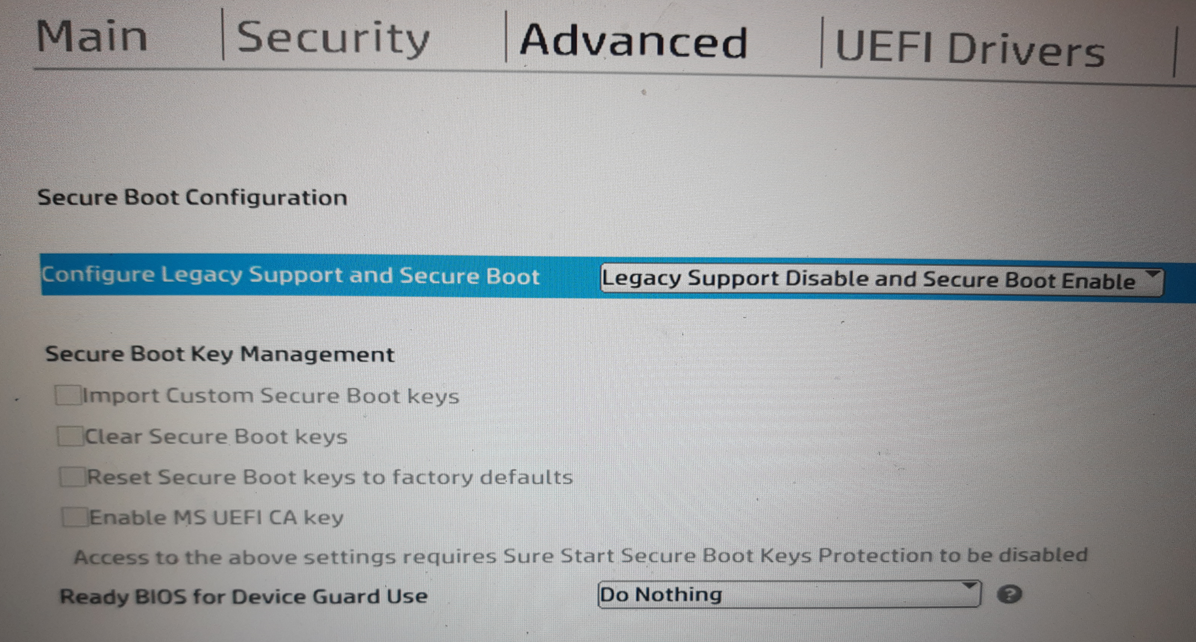 Main Security Advanced UEFI Drivers
Secure Boot Configuration
Configure Legacy Support and Secure Boot Legacy Support Disable and Secure Boot Enable
Secure Boot Key Management
Import Custom Secure Boot keys
Clear Secure Boot keys
Reset Secure Boot keys to factory defaults
Enable MS UEFI CA key
Access to the above settings requires Sure Start Secure Boot Keys Protection to be disabled
Ready BIOS for Device Guard Use Do Nothing ?